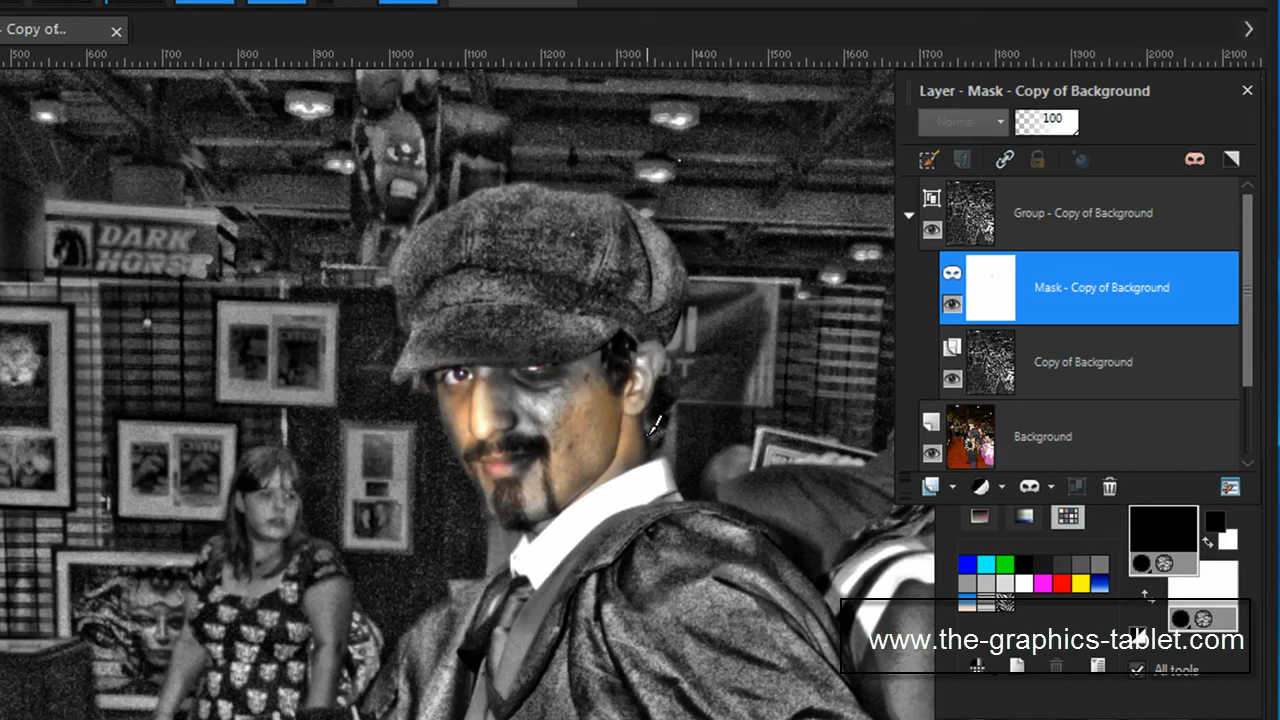 - Copy of...
500 600 700 800 900 1000 1100 1200 1300 1400 1500 1600 1700 1800 1900 2000 2100
Layer - Mask - Copy of Background
Normal 100
Group - Copy of Background
Mask - Copy of Background
Copy of Background
Background
DARK
HORSE
www.the-graphics-tablet.com
All tools